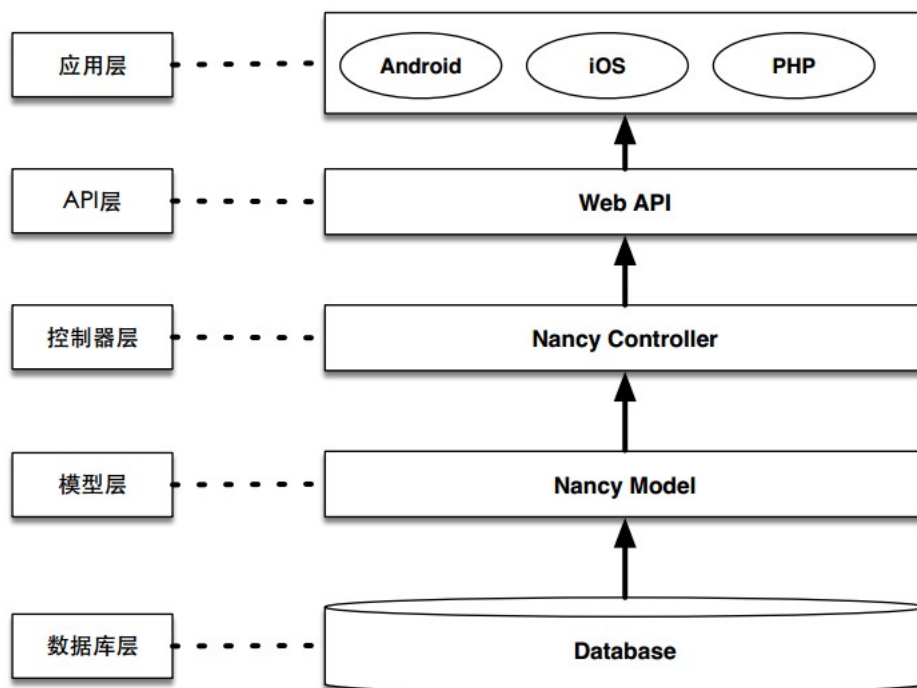 应用层
Android iOS PHP
API层
Web API
控制器层
Nancy Controller
模型层
Nancy Model
数据库层
Database